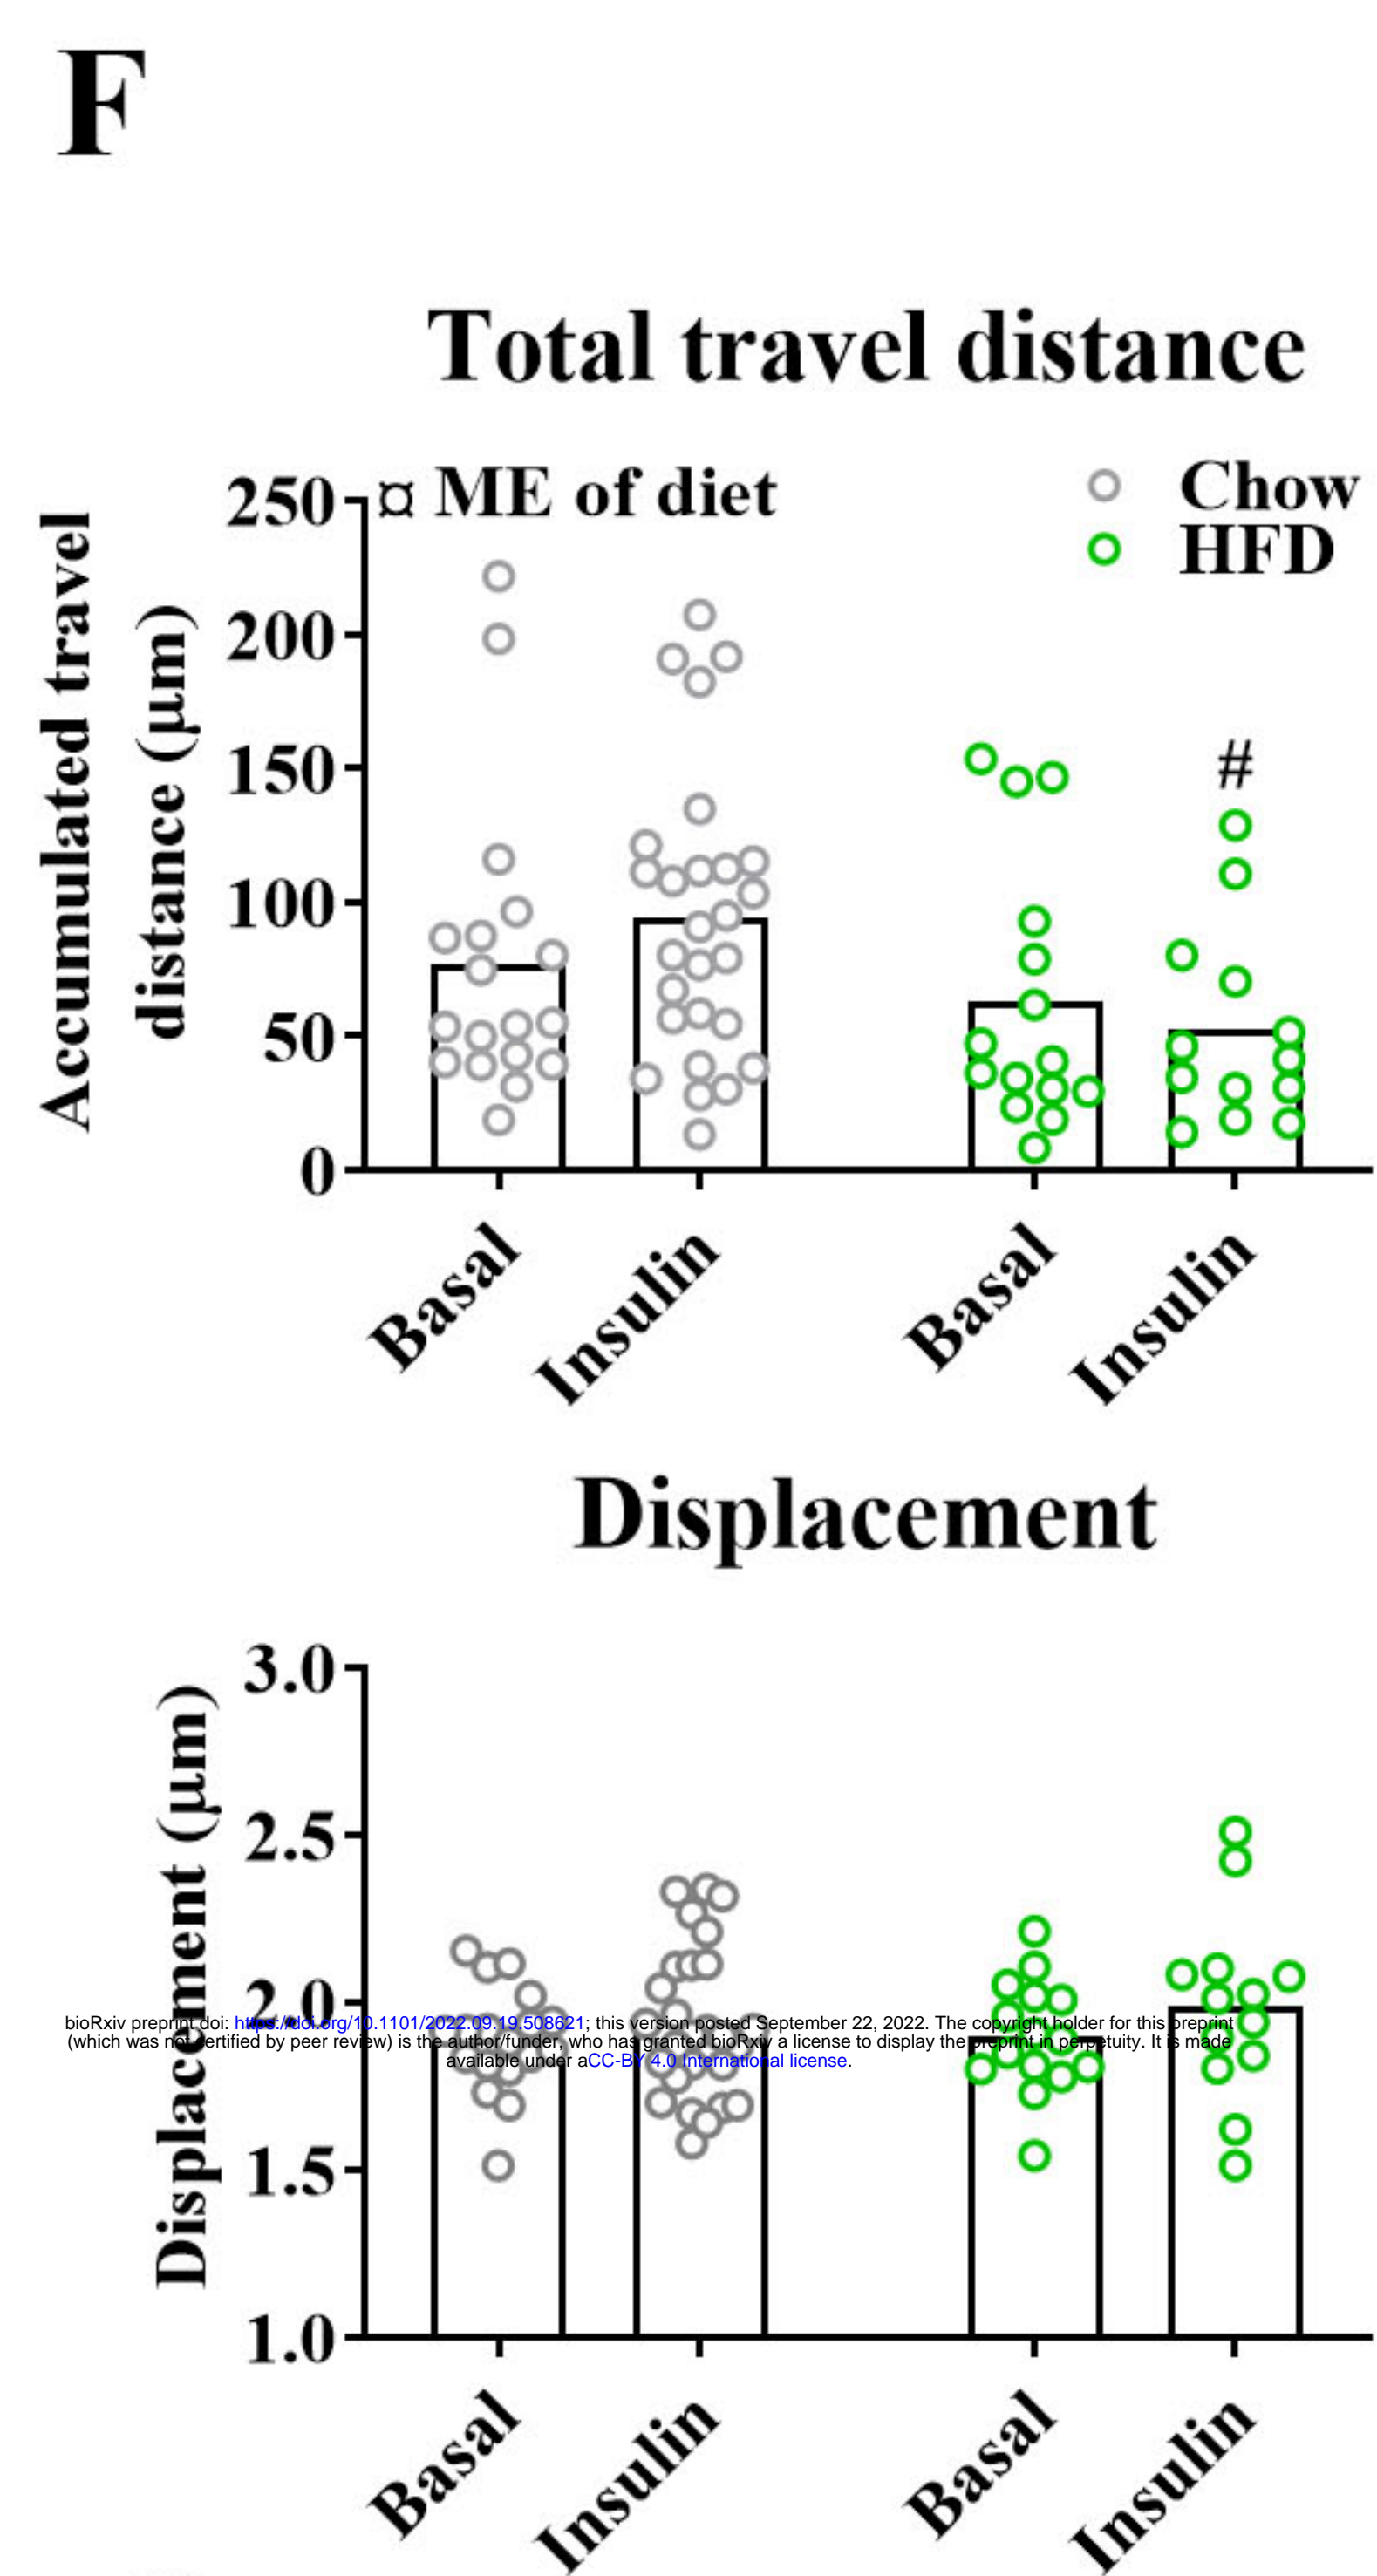 F
Total travel distance
¤ ME of diet
Chow
HFD
Accumulated travel
distance (µm)
250
200
150
100
50
0
#
Basal
Insulin
Basal
Insulin
Displacement
Displacement (µm)
3.0
2.5
2.0
1.5
1.0
bioRxiv preprint doi: https://doi.org/10.1101/2022.09.19.508621; this version posted September 22, 2022. The copyright holder for this preprint
(which was not certified by peer review) is the author/funder, who has granted bioRxiv a license to display the preprint in perpetuity. It is made
available under aCC-BY 4.0 International license.
Basal
Insulin
Basal
Insulin